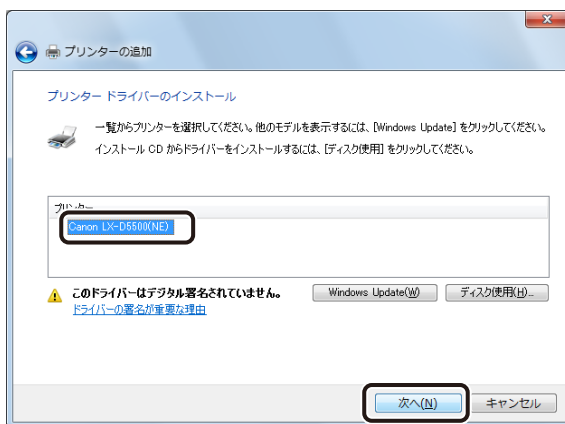 プリンターの追加
プリンター ドライバーのインストール
一覧からプリンターを選択してください。他のモデルを表示するには、[Windows Update] をクリックしてください。
インストール CD からドライバーをインストールするには、[ディスク使用] をクリックしてください。
プリンター
Canon LX-D5500(NE)
このドライバーはデジタル署名されていません。
ドライバーの署名が重要な理由
Windows Update(W)
ディスク使用(H)...
次へ(N)
キャンセル